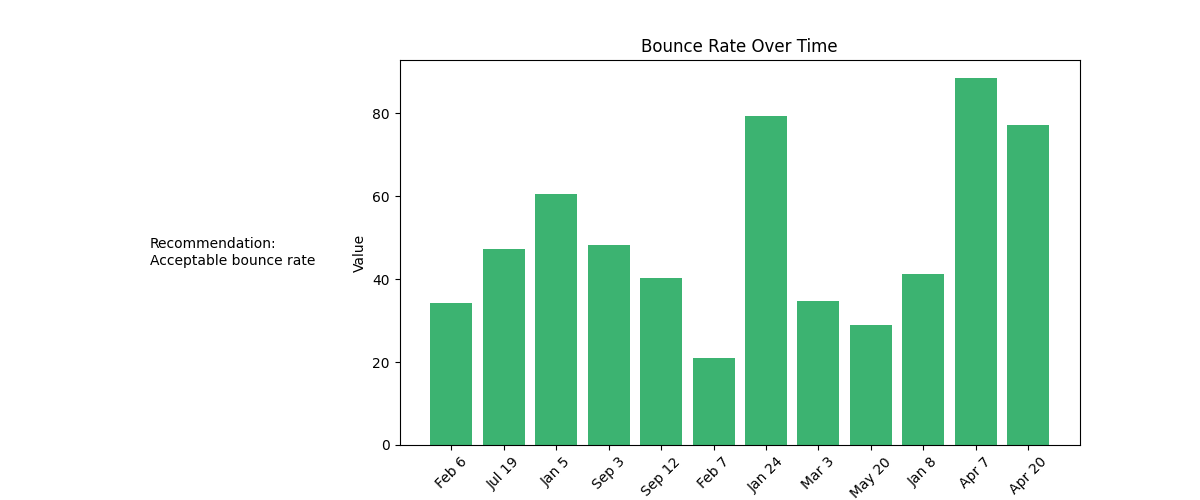 Bounce Rate Over Time
Recommendation:
Acceptable bounce rate
Value
80
60
40
20
0
Feb 6
Jul 19
Jan 5
Sep 3
Sep 12
Feb 7
Jan 24
Mar 3
May 20
Jan 8
Apr 7
Apr 20